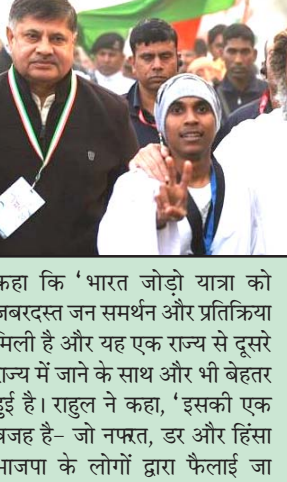 कहा कि ‘भारत जोड़ो यात्रा को
जबरदस्त जन समर्थन और प्रतिक्रिया
मिली है और यह एक राज्य से दूसरे
राज्य में जाने के साथ और भी बेहतर
हुई है। राहुल ने कहा, ‘इसकी एक
वजह है– जो नफरत, डर और हिंसा
भाजपा के लोगों द्वारा फैलाई जा